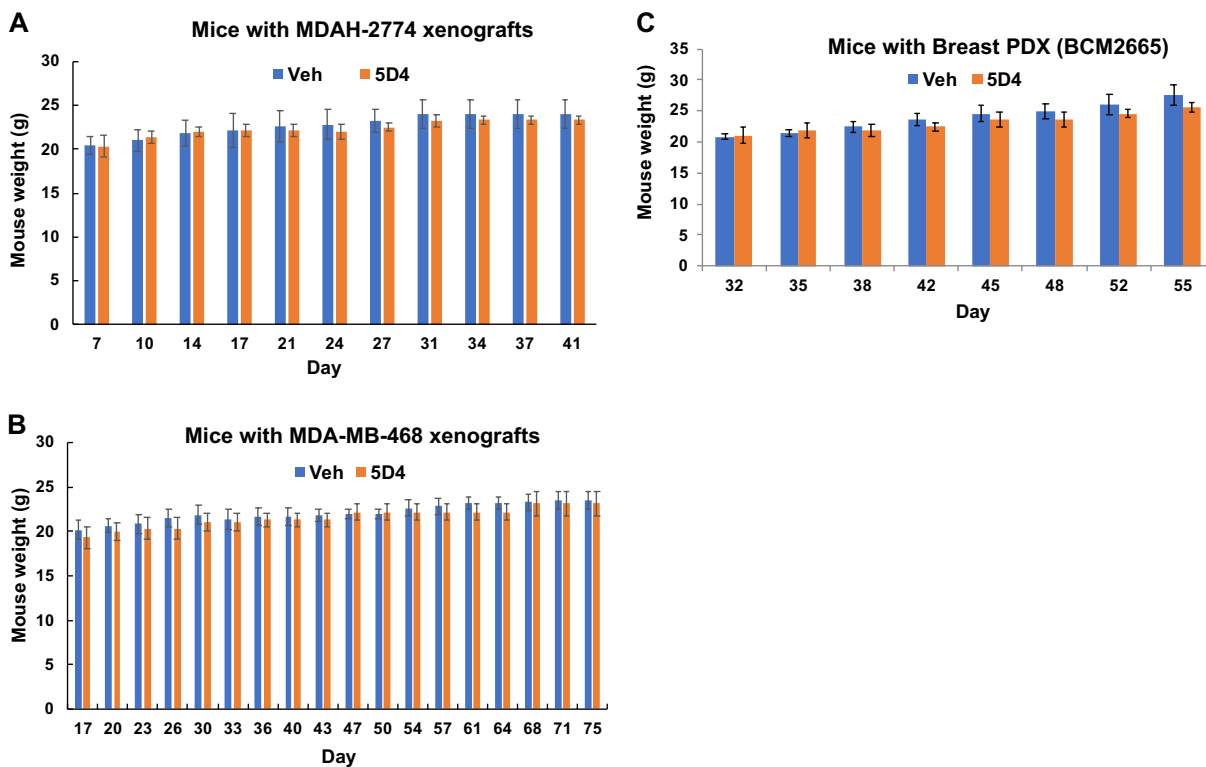 A
Mice with MDAH-2774 xenografts
Veh 5D4
Mouse weight (g)
30
25
20
15
10
5
0
7 10 14 17 21 24 27 31 34 37 41
Day
B
Mice with MDA-MB-468 xenografts
Veh 5D4
Mouse weight (g)
30
25
20
15
10
5
0
17 20 23 26 30 33 36 40 43 47 50 54 57 61 64 68 71 75
Day
C
Mice with Breast PDX (BCM2665)
Veh 5D4
Mouse weight (g)
35
30
25
20
15
10
5
0
32 35 38 42 45 48 52 55
Day